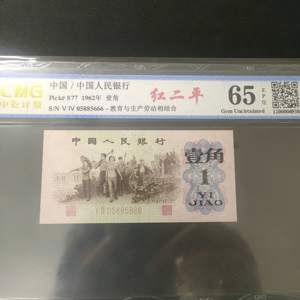 CMG
中国 / 中国人民银行
Pick# 877 1962年 壹角
S/N V IV 05885666 - 教育与生产劳动相结合
红二平
65 EPQ
Gem Uncirculated
中国人民银行
壹角
1
YI
JIAO